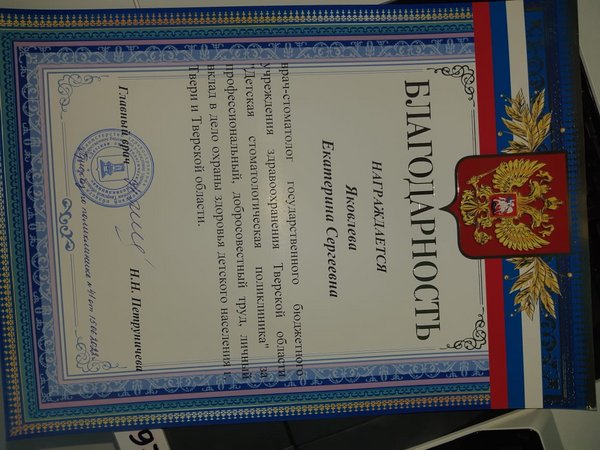 БЛАГОДАРНОСТЬ
НАГРАЖДАЕТСЯ
Яковлева
Екатерина Сергеевна
врач-стоматолог государственного бюджетного
учреждения здравоохранения Тверской области
"Детская стоматологическая поликлиника" за
профессиональный, добросовестный труд, личный
вклад в дело охраны здоровья детского населения г.
Твери и Тверской области.
Главный врач
Н.Н. Петруничева